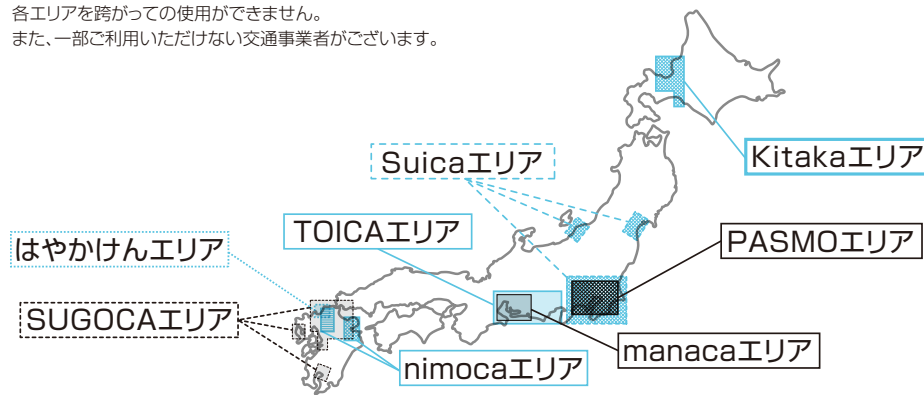 各エリアを跨がっての使用ができません。
また、一部ご利用いただけない交通事業者がございます。
Kitakaエリア
Suicaエリア
TOICAエリア
PASMOエリア
はやかけんエリア
SUGOCAエリア
manacaエリア
nimocaエリア